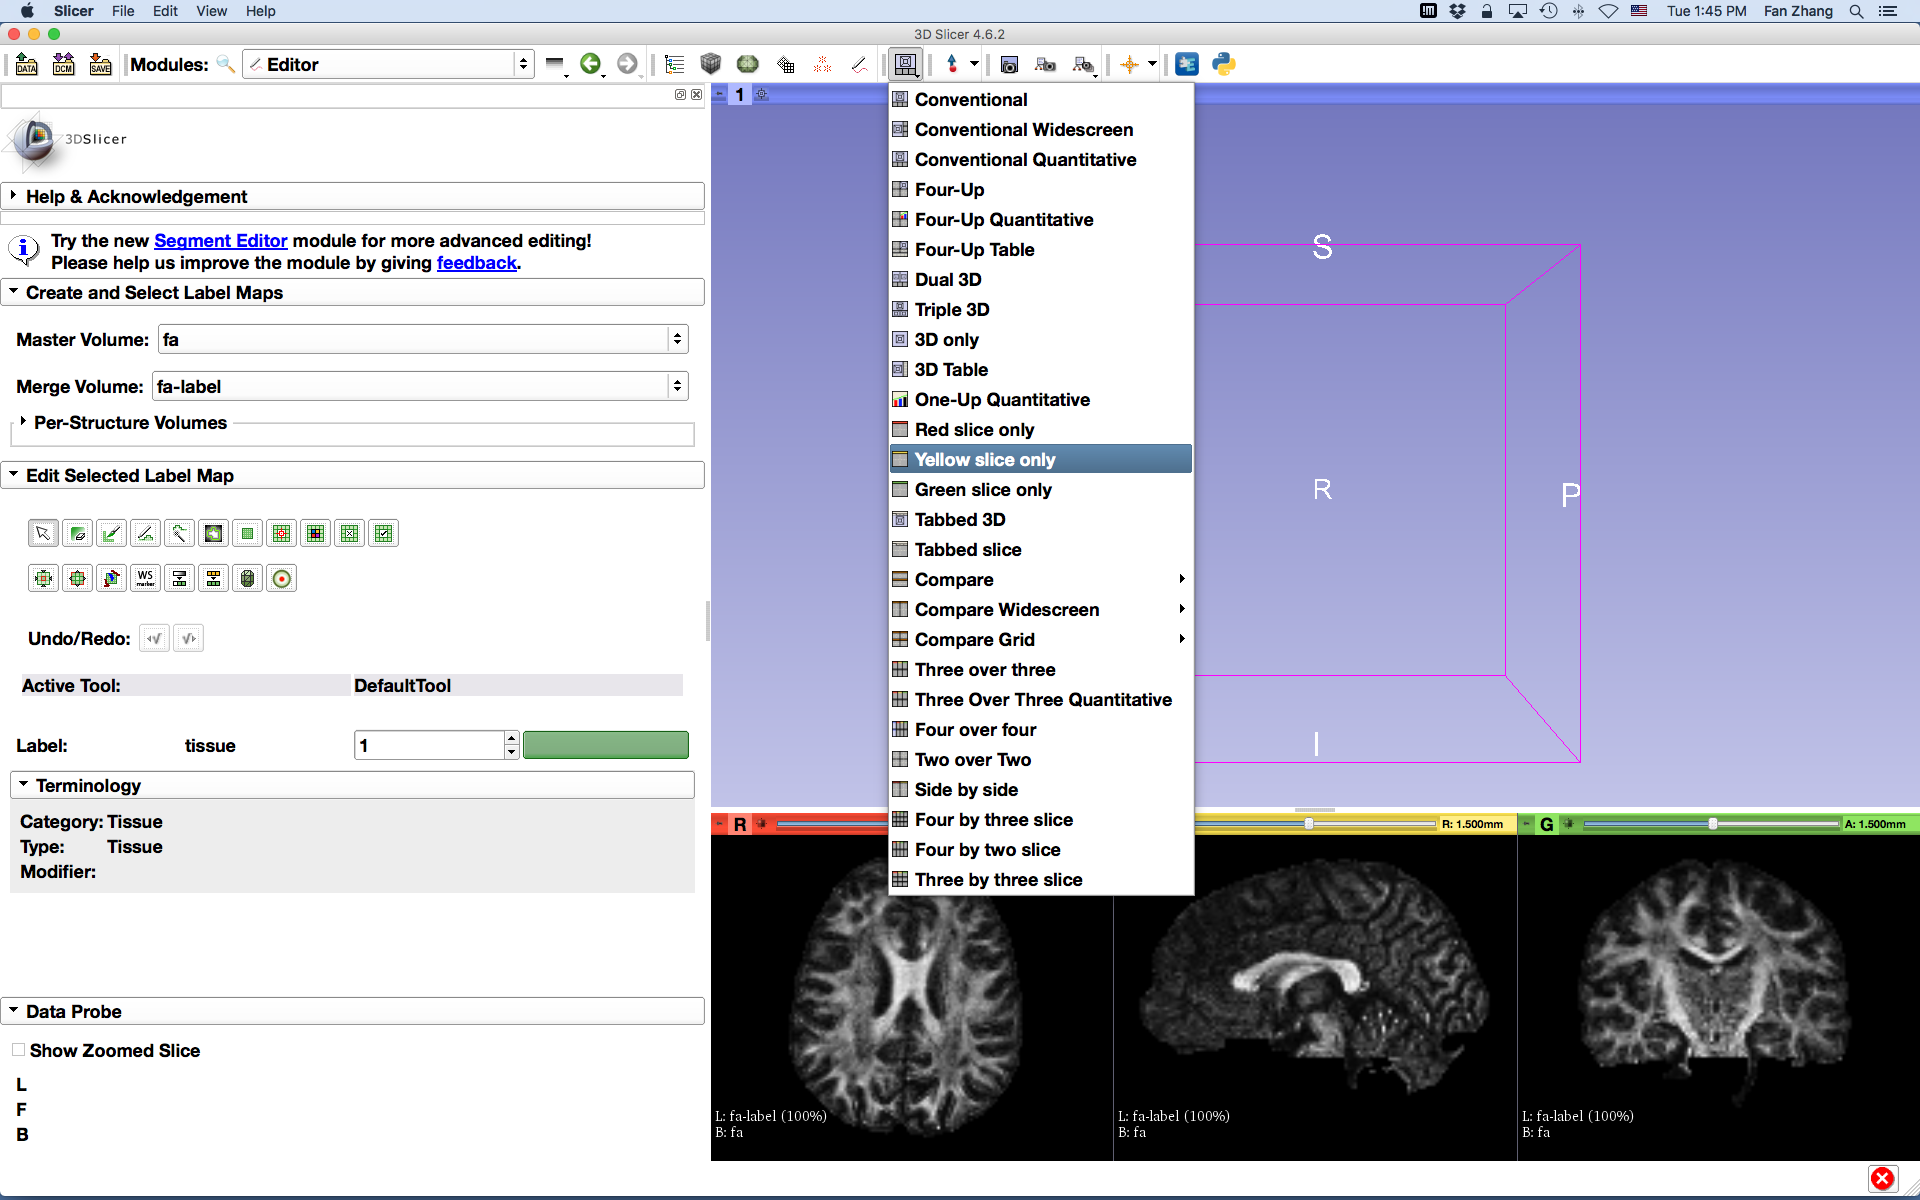 Slicer File Edit View Help
Tue 1:45 PM Fan Zhang
3D Slicer 4.6.2
DATA DCM SAVE Modules: Editor
1
3DSlicer
Help & Acknowledgement
Try the new Segment Editor module for more advanced editing!
Please help us improve the module by giving feedback.
Create and Select Label Maps
Master Volume: fa
Merge Volume: fa-label
Per-Structure Volumes
Edit Selected Label Map
WS
marker
Undo/Redo:
Active Tool: DefaultTool
Label: tissue 1
Terminology
Category: Tissue
Type: Tissue
Modifier:
Data Probe
Show Zoomed Slice
L
F
B
Conventional
Conventional Widescreen
Conventional Quantitative
Four-Up
Four-Up Quantitative
Four-Up Table
Dual 3D
Triple 3D
3D only
3D Table
One-Up Quantitative
Red slice only
Yellow slice only
Green slice only
Tabbed 3D
Tabbed slice
Compare
Compare Widescreen
Compare Grid
Three over three
Three Over Three Quantitative
Four over four
Two over Two
Side by side
Four by three slice
Four by two slice
Three by three slice
S
R
P
I
R
R: 1.500mm
G
A: 1.500mm
L: fa-label (100%)
B: fa
L: fa-label (100%)
B: fa
L: fa-label (100%)
B: fa